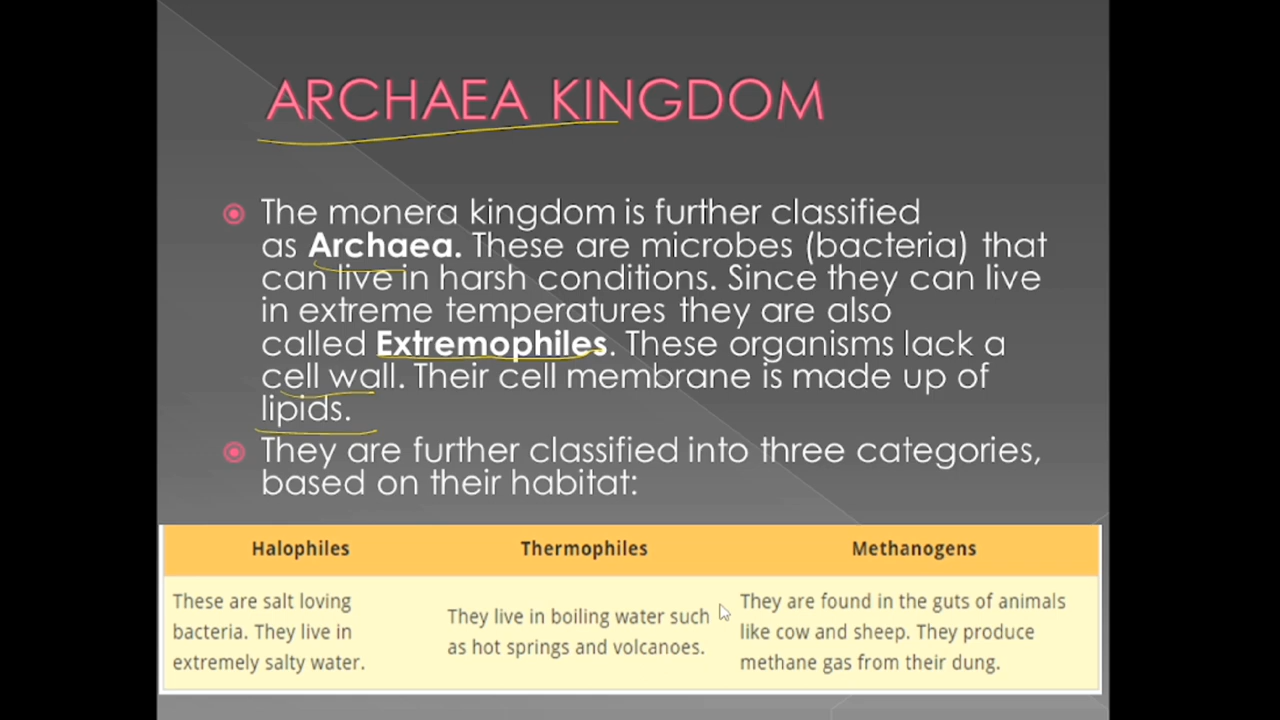 ARCHAEA KINGDOM
The monera kingdom is further classified
as Archaea. These are microbes (bacteria) that
can live in harsh conditions. Since they can live
in extreme temperatures they are also
called Extremophiles. These organisms lack a
cell wall. Their cell membrane is made up of
lipids.
They are further classified into three categories,
based on their habitat:
Halophiles
Thermophiles
Methanogens
These are salt loving
bacteria. They live in
extremely salty water.
They live in boiling water such
as hot springs and volcanoes.
They are found in the guts of animals
like cow and sheep. They produce
methane gas from their dung.